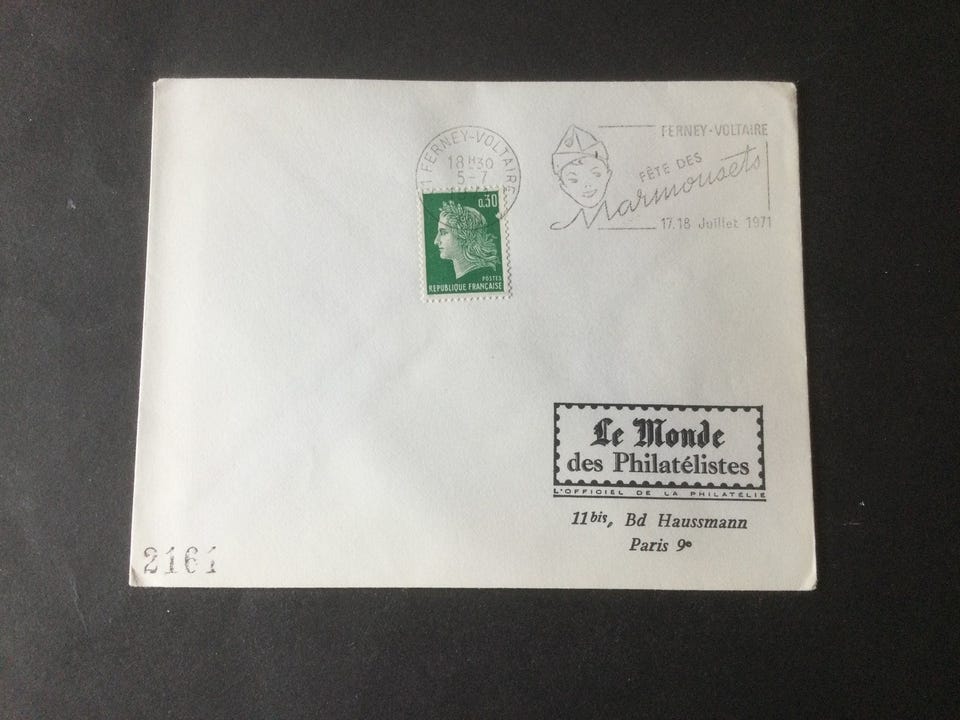 FERNEY-VOLTAIRE
18H30
5-7
0,30
POSTES
REPUBLIQUE FRANÇAISE
FERNEY-VOLTAIRE
FÊTE DES
Marmousets
17.18 Juillet 1971
Le Monde
des Philatélistes
L'OFFICIEL DE LA PHILATÉLIE
11bis, Bd Haussmann
Paris 9e
2161